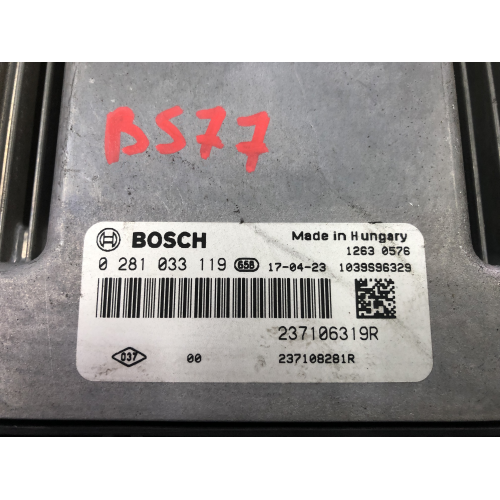 BS77
BOSCH Made in Hungary
1263 0576
0 281 033 119 658 17-04-23 1039S96329
237106319R
037 00 237108281R